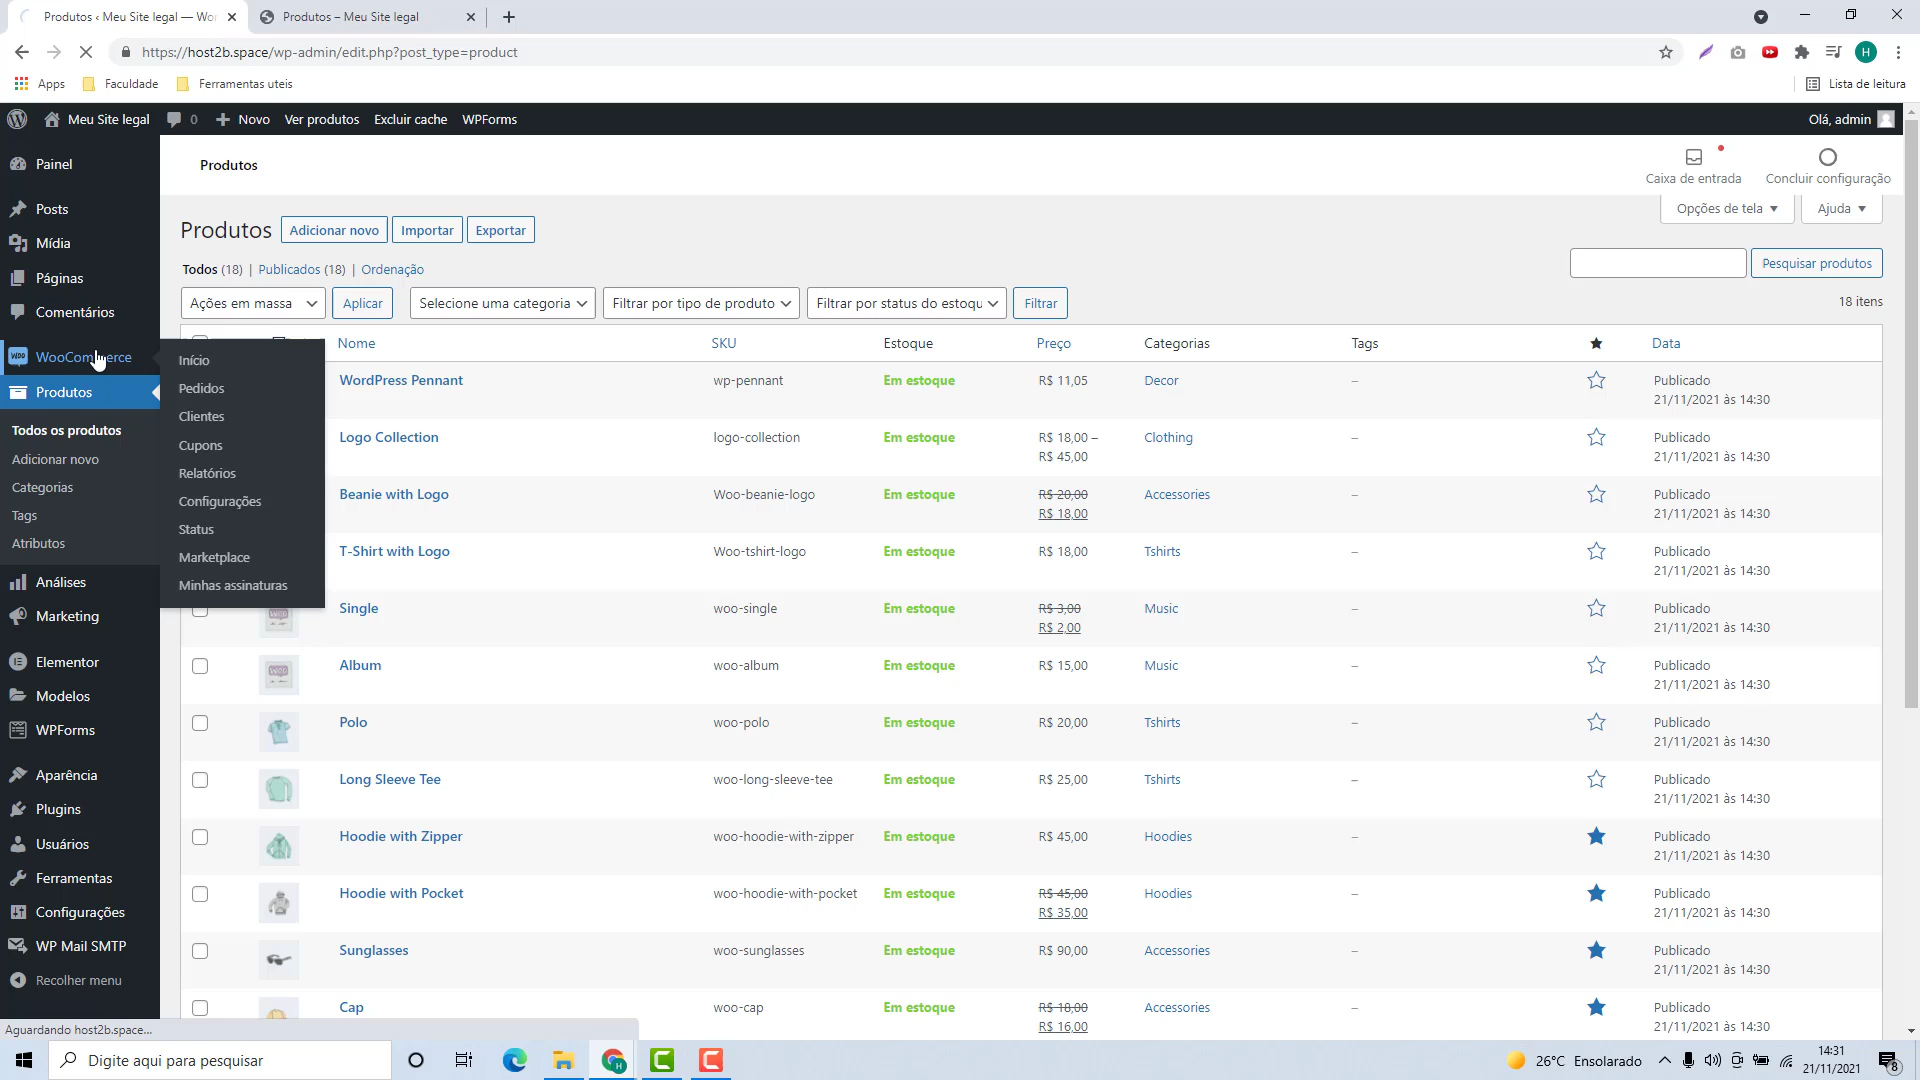 Produtos ‹ Meu Site legal — Wor
Produtos – Meu Site legal
https://host2b.space/wp-admin/edit.php?post_type=product
Apps
Faculdade
Ferramentas uteis
Lista de leitura
Meu Site legal
0
Novo
Ver produtos
Excluir cache
WPForms
Olá, admin
Painel
Posts
Mídia
Páginas
Comentários
WooCommerce
Produtos
Todos os produtos
Adicionar novo
Categorias
Tags
Atributos
Análises
Marketing
Elementor
Modelos
WPForms
Aparência
Plugins
Usuários
Ferramentas
Configurações
WP Mail SMTP
Recolher menu
Início
Pedidos
Clientes
Cupons
Relatórios
Configurações
Status
Marketplace
Minhas assinaturas
Produtos
Caixa de entrada
Concluir configuração
Opções de tela
Ajuda
Produtos
Adicionar novo
Importar
Exportar
Todos (18) | Publicados (18) | Ordenação
Pesquisar produtos
Ações em massa
Aplicar
Selecione uma categoria
Filtrar por tipo de produto
Filtrar por status do estoqu
Filtrar
18 itens
Nome SKU Estoque Preço Categorias Tags Data
WordPress Pennant wp-pennant Em estoque R$ 11,05 Decor – Publicado
21/11/2021 às 14:30
Logo Collection logo-collection Em estoque R$ 18,00 – Clothing – Publicado
R$ 45,00 21/11/2021 às 14:30
Beanie with Logo Woo-beanie-logo Em estoque R$ 20,00 Accessories – Publicado
R$ 18,00 21/11/2021 às 14:30
T-Shirt with Logo Woo-tshirt-logo Em estoque R$ 18,00 Tshirts – Publicado
21/11/2021 às 14:30
Single woo-single Em estoque R$ 3,00 Music – Publicado
R$ 2,00 21/11/2021 às 14:30
Album woo-album Em estoque R$ 15,00 Music – Publicado
21/11/2021 às 14:30
Polo woo-polo Em estoque R$ 20,00 Tshirts – Publicado
21/11/2021 às 14:30
Long Sleeve Tee woo-long-sleeve-tee Em estoque R$ 25,00 Tshirts – Publicado
21/11/2021 às 14:30
Hoodie with Zipper woo-hoodie-with-zipper Em estoque R$ 45,00 Hoodies – Publicado
21/11/2021 às 14:30
Hoodie with Pocket woo-hoodie-with-pocket Em estoque R$ 45,00 Hoodies – Publicado
R$ 35,00 21/11/2021 às 14:30
Sunglasses woo-sunglasses Em estoque R$ 90,00 Accessories – Publicado
21/11/2021 às 14:30
Cap woo-cap Em estoque R$ 18,00 Accessories – Publicado
R$ 16,00 21/11/2021 às 14:30
Aguardando host2b.space...
Digite aqui para pesquisar
26°C Ensolarado
14:31
21/11/2021
8